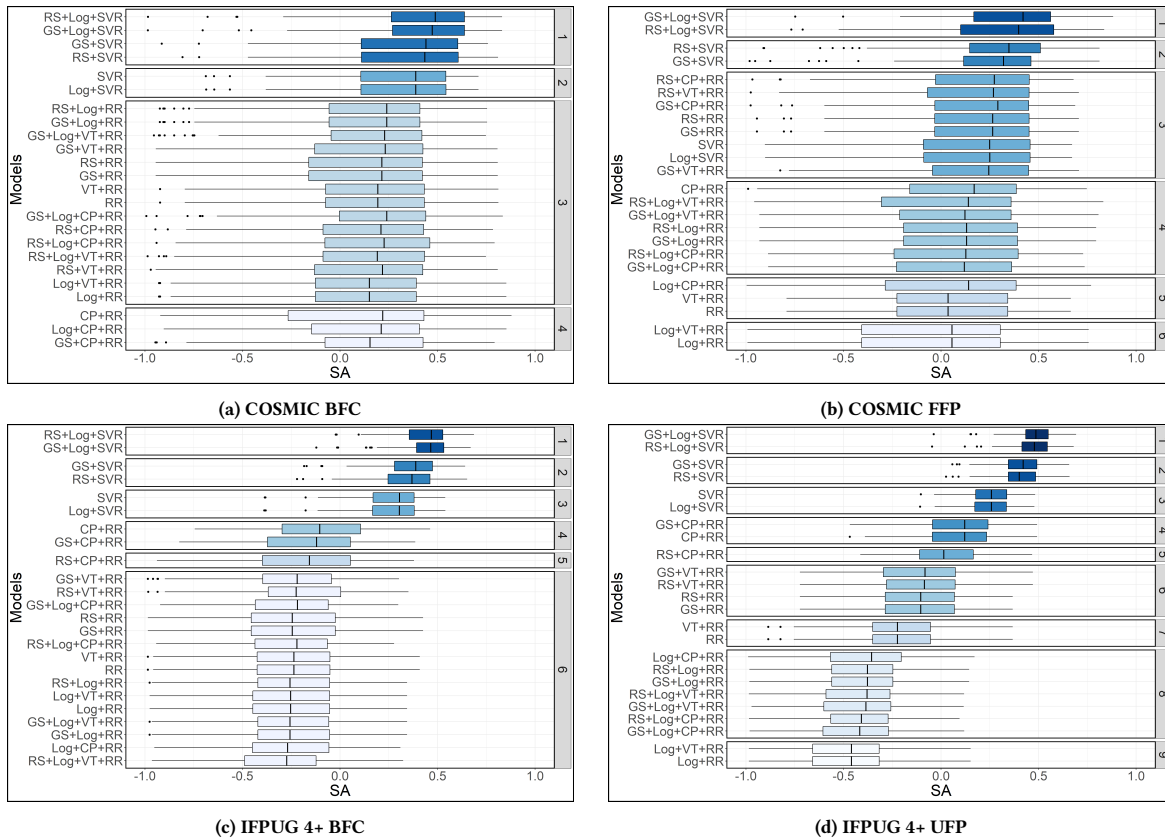 RS+Log+SVR
GS+Log+SVR
GS+SVR
RS+SVR
1
SVR
Log+SVR
2
RS+Log+RR
GS+Log+RR
GS+Log+VT+RR
GS+VT+RR
RS+RR
GS+RR
VT+RR
RR
GS+Log+CP+RR
RS+CP+RR
RS+Log+CP+RR
RS+Log+VT+RR
RS+VT+RR
Log+VT+RR
Log+RR
3
CP+RR
Log+CP+RR
GS+CP+RR
4
Models
-1.0 -0.5 0.0 0.5 1.0
SA
(a) COSMIC BFC
GS+Log+SVR
RS+Log+SVR
1
RS+SVR
GS+SVR
2
RS+CP+RR
RS+VT+RR
GS+CP+RR
RS+RR
GS+RR
SVR
Log+SVR
GS+VT+RR
3
CP+RR
RS+Log+VT+RR
GS+Log+VT+RR
RS+Log+RR
GS+Log+RR
RS+Log+CP+RR
GS+Log+CP+RR
4
Log+CP+RR
VT+RR
RR
5
Log+VT+RR
Log+RR
6
Models
-1.0 -0.5 0.0 0.5 1.0
SA
(b) COSMIC FFP
RS+Log+SVR
GS+Log+SVR
1
GS+SVR
RS+SVR
2
SVR
Log+SVR
3
CP+RR
GS+CP+RR
4
RS+CP+RR
5
GS+VT+RR
RS+VT+RR
GS+Log+CP+RR
RS+RR
GS+RR
RS+Log+CP+RR
VT+RR
RR
RS+Log+RR
Log+VT+RR
Log+RR
GS+Log+VT+RR
GS+Log+RR
Log+CP+RR
RS+Log+VT+RR
6
Models
-1.0 -0.5 0.0 0.5 1.0
SA
(c) IFPUG 4+ BFC
GS+Log+SVR
RS+Log+SVR
1
GS+SVR
RS+SVR
2
SVR
Log+SVR
3
GS+CP+RR
CP+RR
4
RS+CP+RR
5
GS+VT+RR
RS+VT+RR
RS+RR
GS+RR
6
VT+RR
RR
7
Log+CP+RR
RS+Log+RR
GS+Log+RR
RS+Log+VT+RR
GS+Log+VT+RR
RS+Log+CP+RR
GS+Log+CP+RR
8
Log+VT+RR
Log+RR
9
Models
-1.0 -0.5 0.0 0.5 1.0
SA
(d) IFPUG 4+ UFP